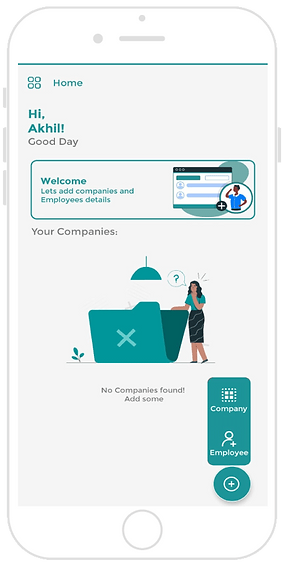 Home
Hi,
Akhil!
Good Day
Welcome
Lets add companies and
Employees details
Your Companies:
?
No Companies found!
Add some
Company
Employee